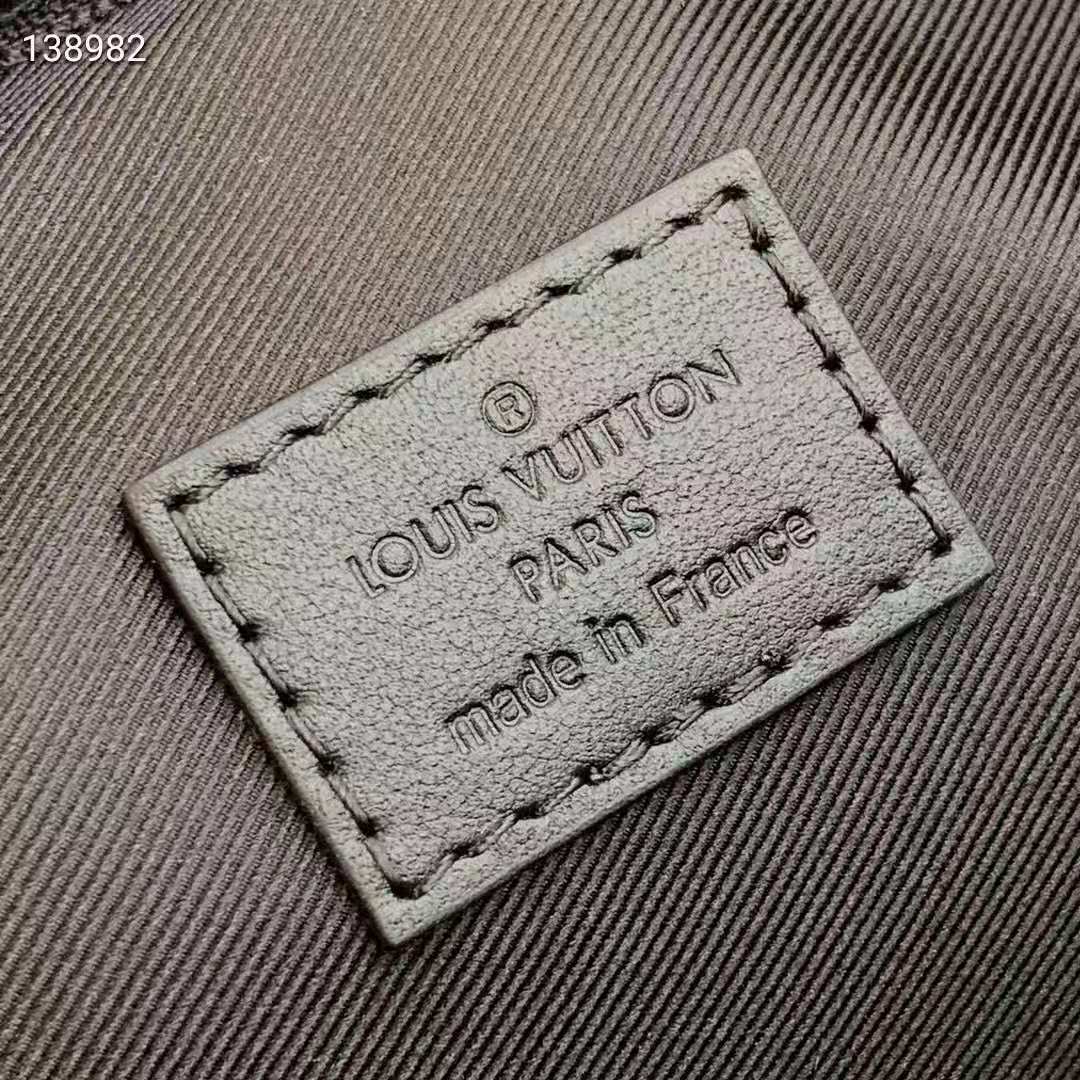 138982
®
LOUIS VUITTON
PARIS
made in France